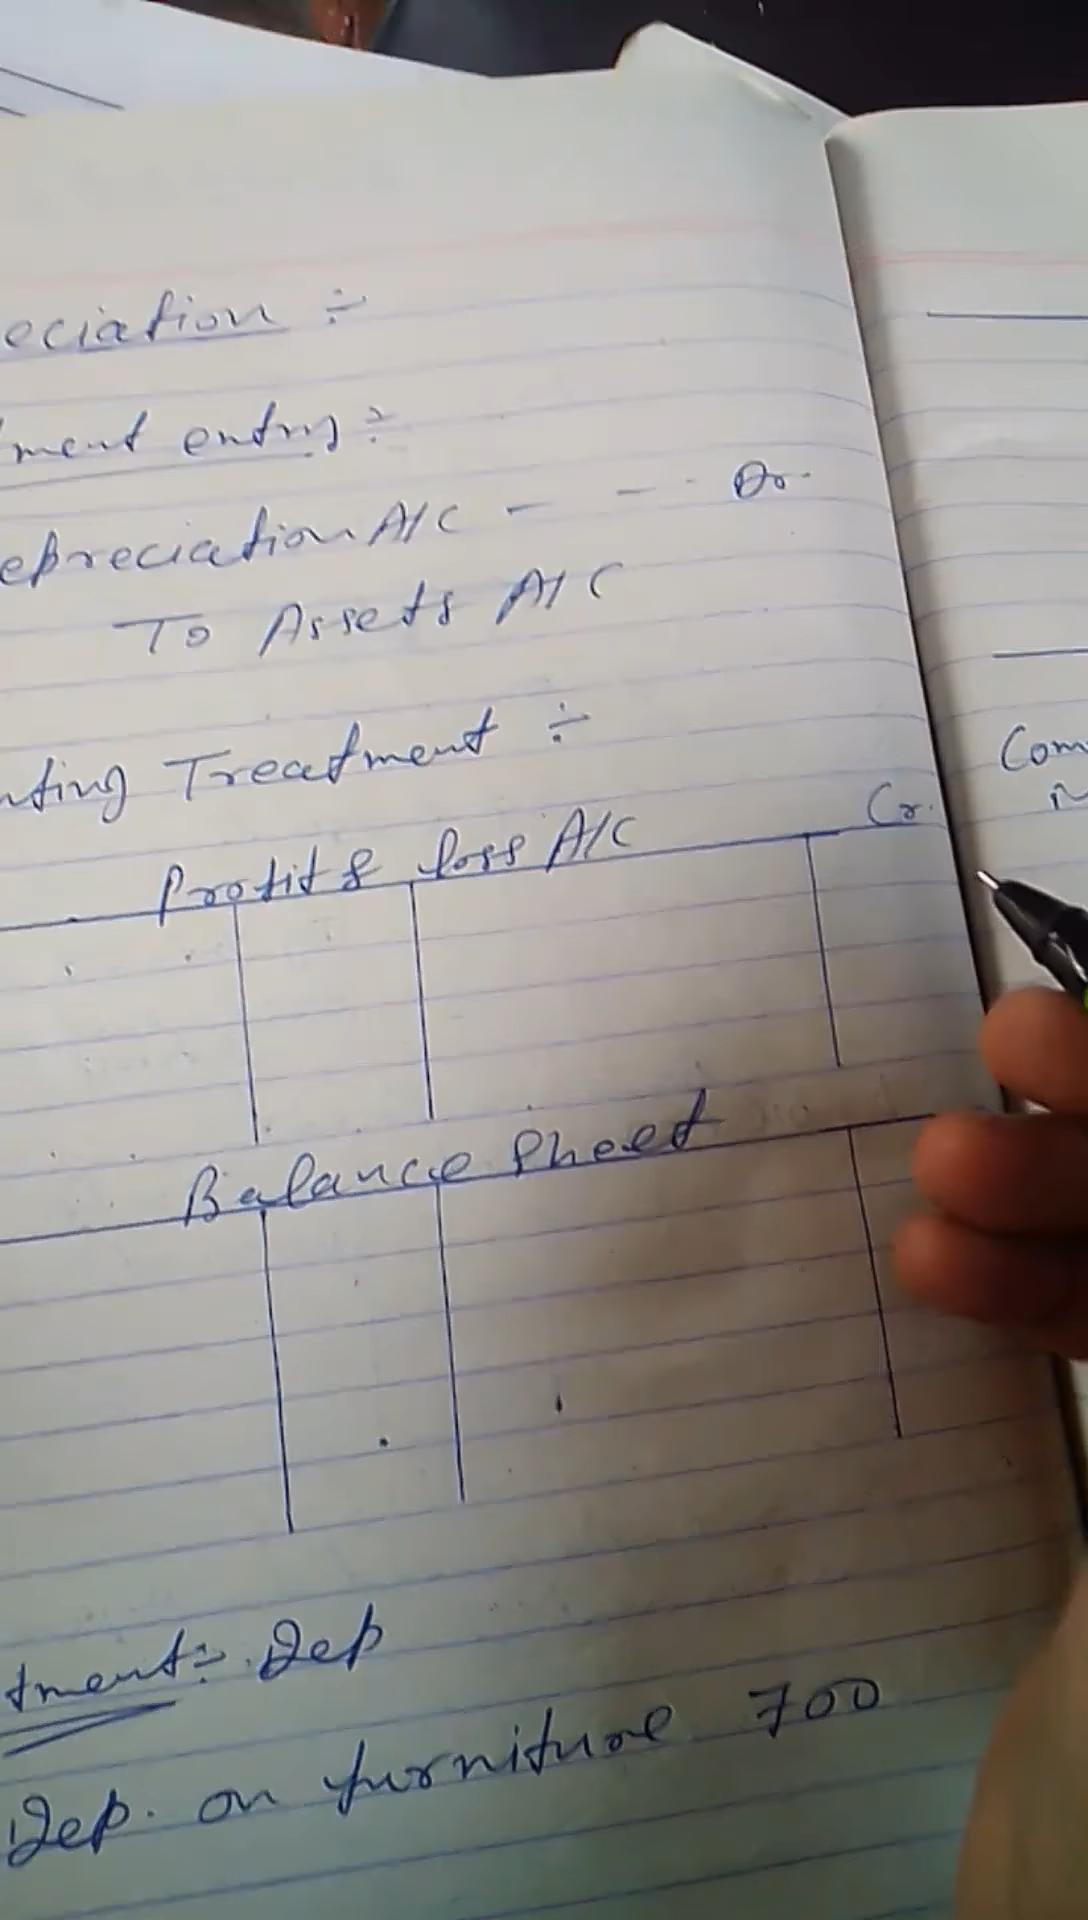 eciation ÷
tment entry ÷
epreciation A/C - - - Dr.
To Assets A/C
nting Treatment ÷
Profit & loss A/C Cr.
Balance Sheet
tment :- Dep
Dep. on furniture 700
Com